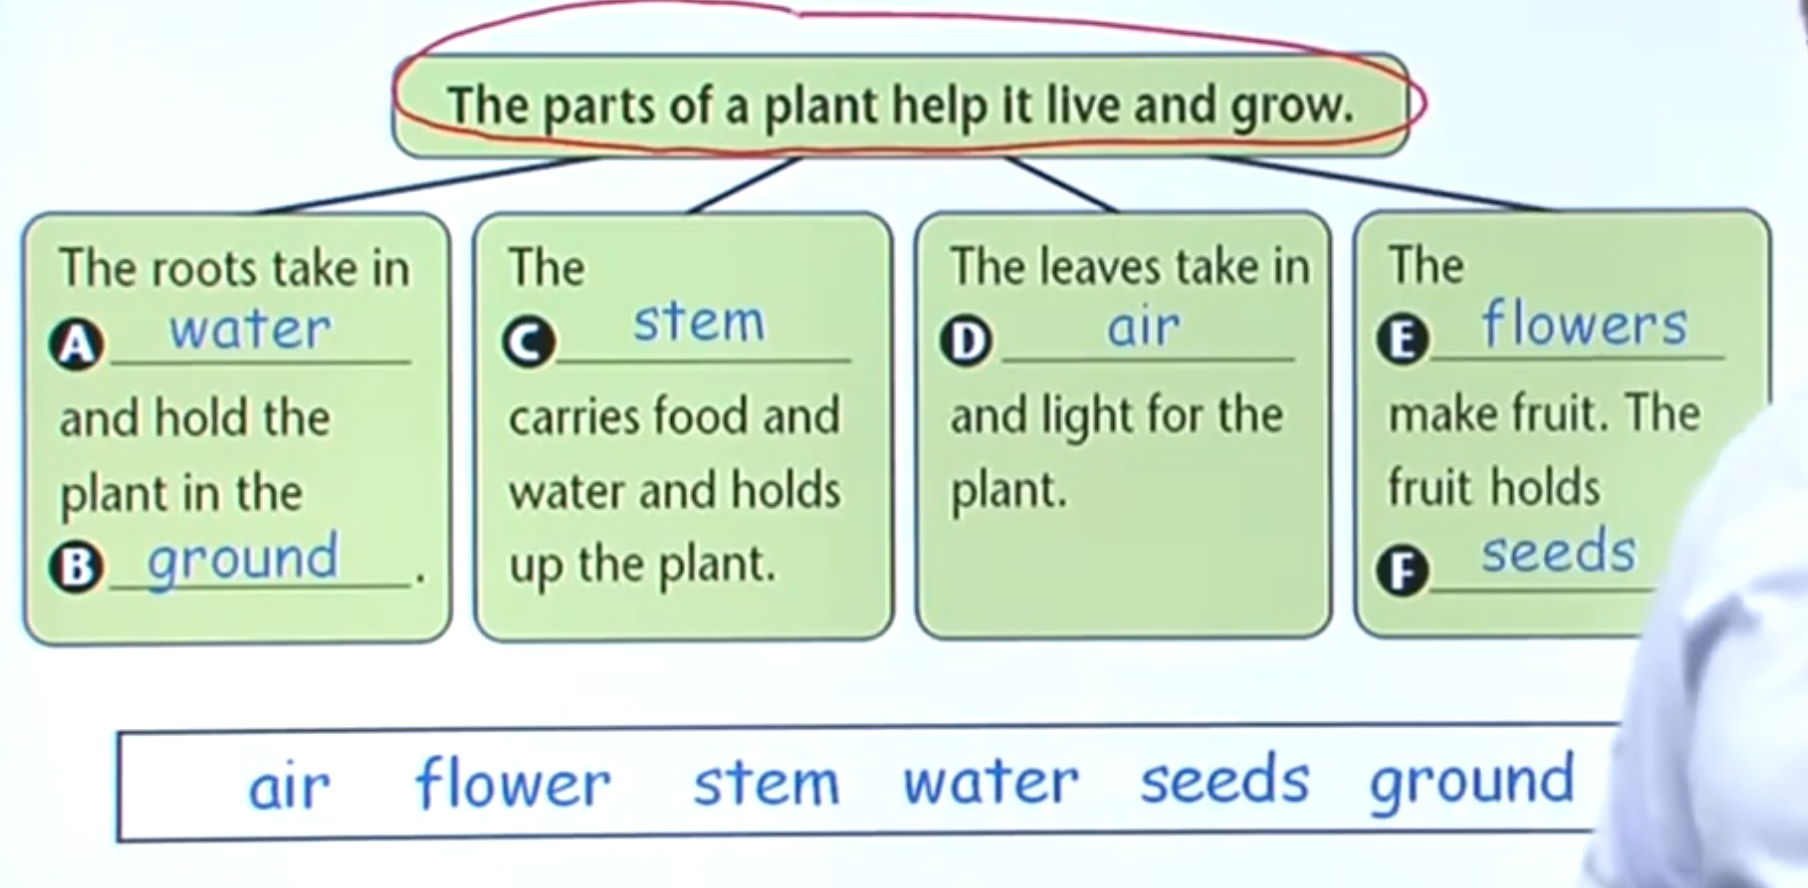 The parts of a plant help it live and grow.
The roots take in
A water
and hold the
plant in the
B ground.
The
C stem
carries food and
water and holds
up the plant.
The leaves take in
D air
and light for the
plant.
The
E flowers
make fruit. The
fruit holds
F seeds
air flower stem water seeds ground